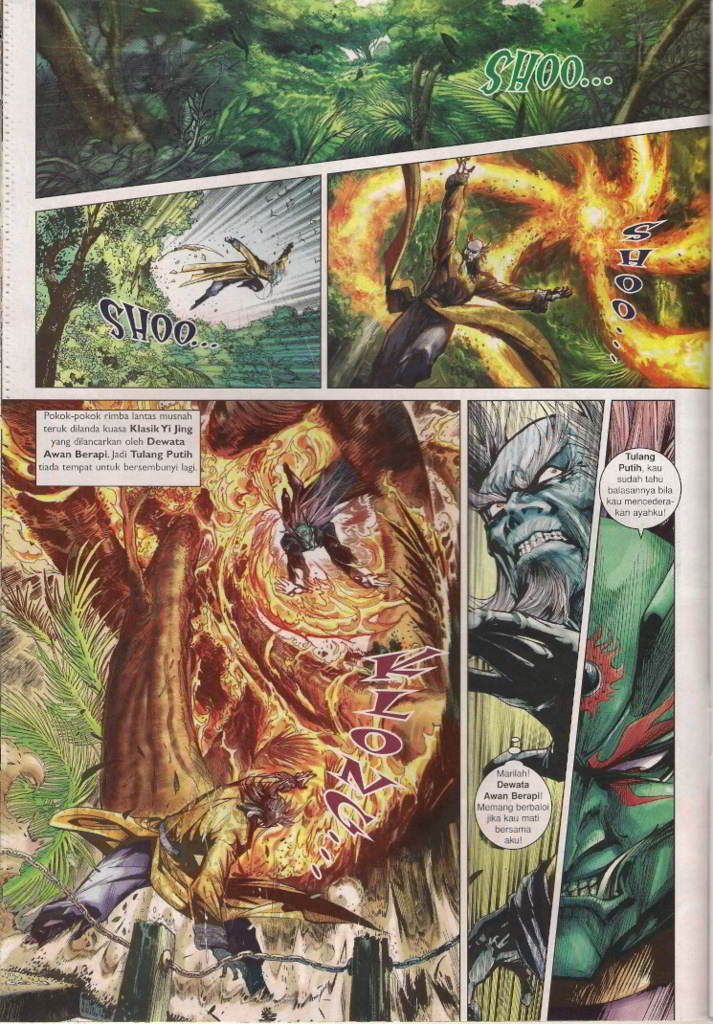 SHOO...
SHOO...
SHOO...
Pokok-pokok rimba lantas musnah
teruk dilanda kuasa Klasik Yi Jing
yang dilancarkan oleh Dewata
Awan Berapi. Jadi Tulang Putih
tiada tempat untuk bersembunyi lagi.
KLONG...
Tulang
Putih, kau
sudah tahu
balasannya bila
kau mencedera-
kan ayahku!
Marilah!
Dewata
Awan Berapi!
Memang berbaloi
jika kau mati
bersama
aku!